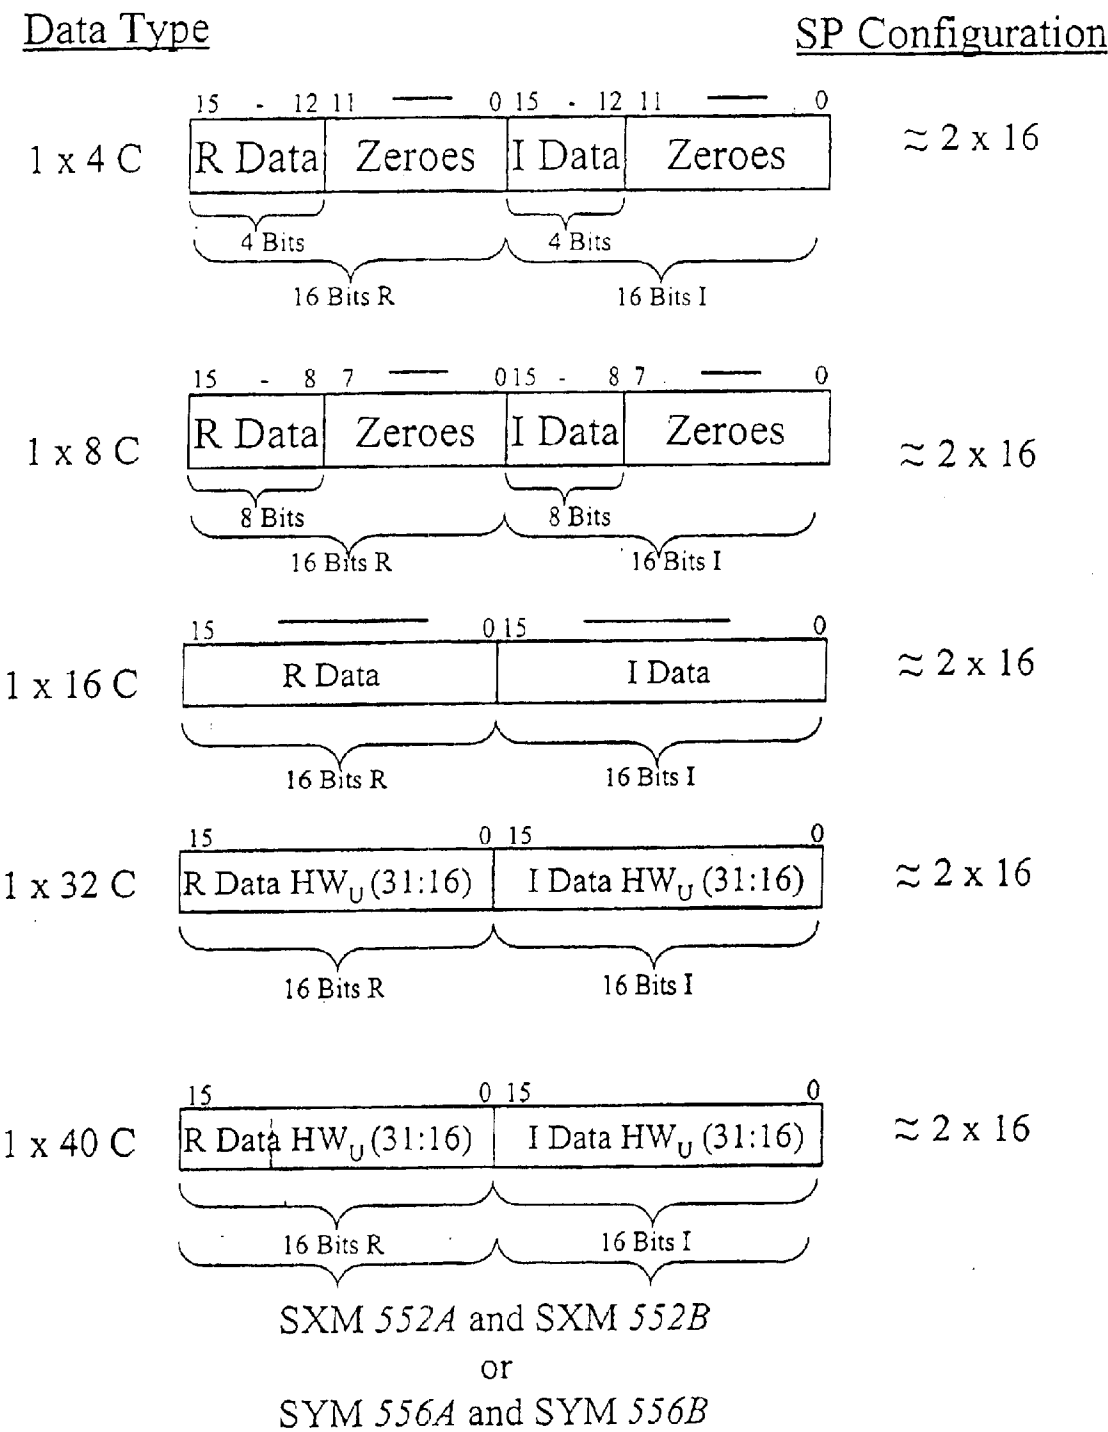 Data Type SP Configuration
15 - 12 11 — 0 15 - 12 11 — 0
1 x 4 C R Data Zeroes I Data Zeroes ≈ 2 x 16
4 Bits 4 Bits
16 Bits R 16 Bits I
15 - 8 7 — 0 15 - 8 7 — 0
1 x 8 C R Data Zeroes I Data Zeroes ≈ 2 x 16
8 Bits 8 Bits
16 Bits R 16 Bits I
15 — 0 15 — 0
1 x 16 C R Data I Data ≈ 2 x 16
16 Bits R 16 Bits I
15 0 15 0
1 x 32 C R Data HW_U (31:16) I Data HW_U (31:16) ≈ 2 x 16
16 Bits R 16 Bits I
15 0 15 0
1 x 40 C R Data HW_U (31:16) I Data HW_U (31:16) ≈ 2 x 16
16 Bits R 16 Bits I
SXM 552A and SXM 552B
or
SYM 556A and SYM 556B